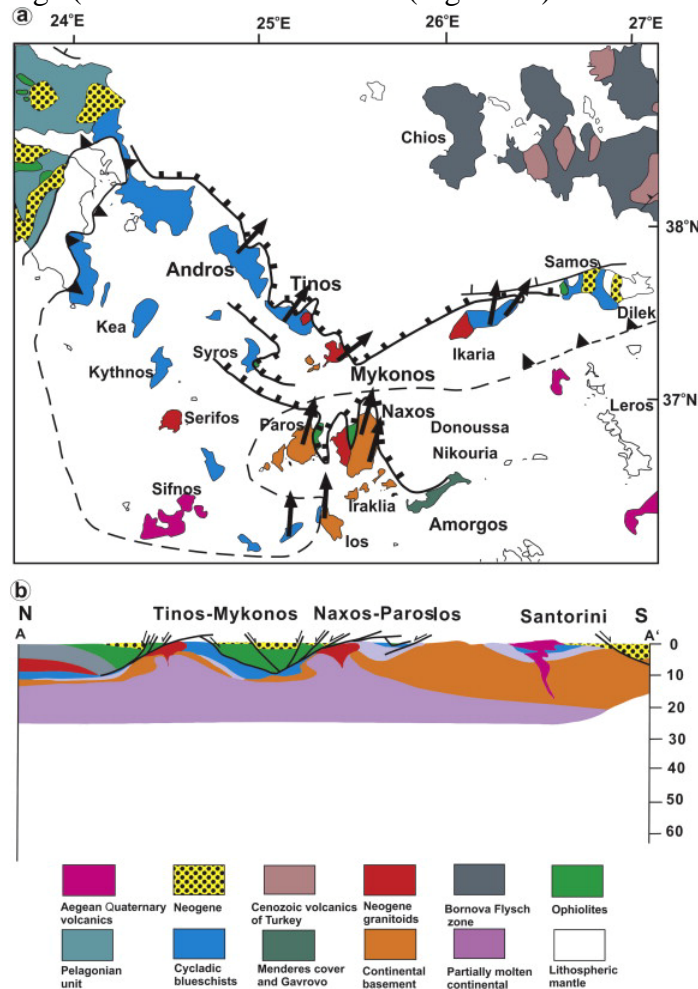 a
24°E 25°E 26°E 27°E
Chios
38°N
Andros
Samos
Tinos
Dilek
Kea
Ikaria
Syros
Kythnos
Mykonos
37°N
Leros
Serifos
Paros
Naxos
Donoussa
Nikouria
Sifnos
Iraklia
Amorgos
Ios
b
N Tinos-Mykonos Naxos-Paros Ios Santorini S
A A'
0
10
20
30
40
50
60
Aegean Quaternary volcanics
Neogene
Cenozoic volcanics of Turkey
Neogene granitoids
Bornova Flysch zone
Ophiolites
Pelagonian unit
Cycladic blueschists
Menderes cover and Gavrovo
Continental basement
Partially molten continental
Lithospheric mantle